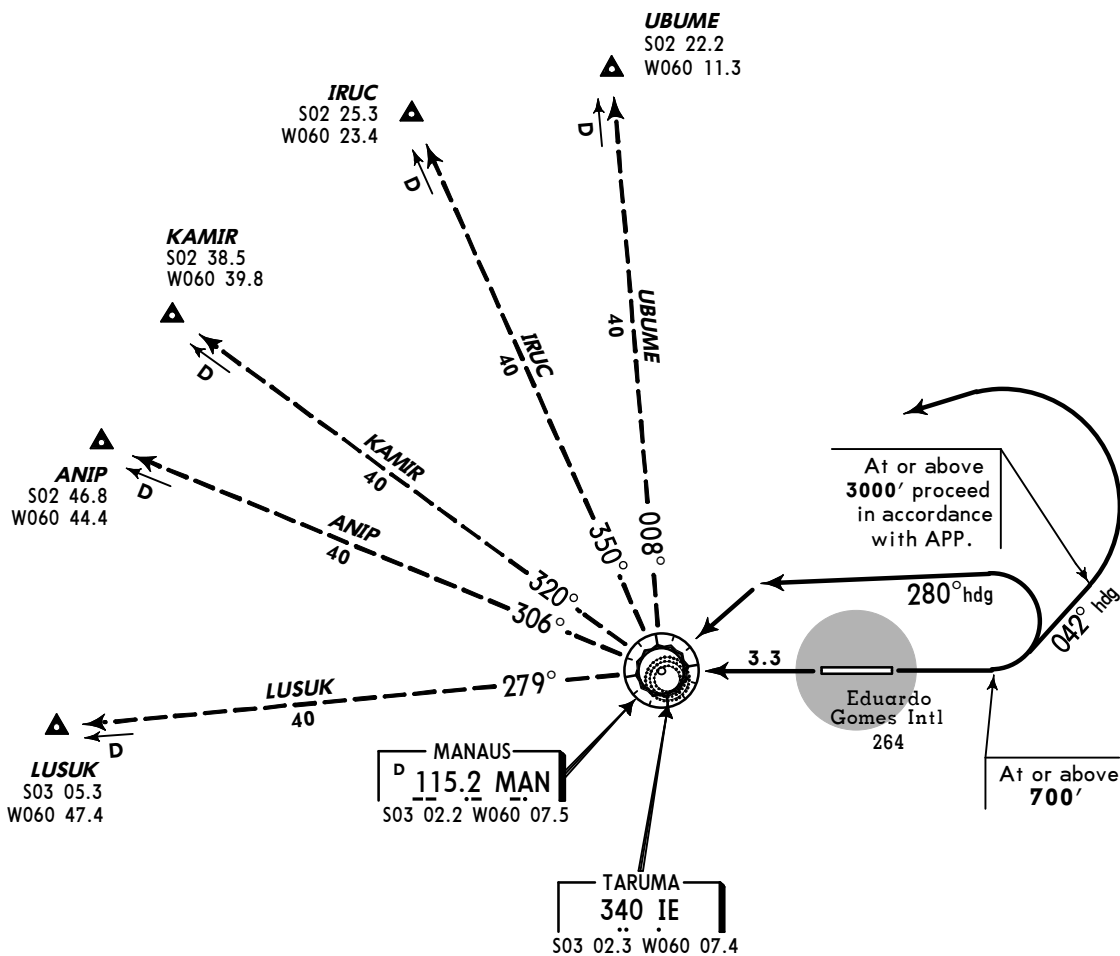 UBUME
S02 22.2
W060 11.3
IRUC
S02 25.3
W060 23.4
D
D
KAMIR
S02 38.5
W060 39.8
D
UBUME
40
IRUC
40
ANIP
S02 46.8
W060 44.4
D
KAMIR
40
ANIP
40
At or above
3000' proceed
in accordance
with APP.
008°
350°
320°
306°
280° hdg
042° hdg
LUSUK
40
279°
3.3
Eduardo
Gomes Intl
264
D
LUSUK
S03 05.3
W060 47.4
MANAUS
D 115.2 MAN
S03 02.2 W060 07.5
At or above
700'
TARUMA
340 IE
S03 02.3 W060 07.4